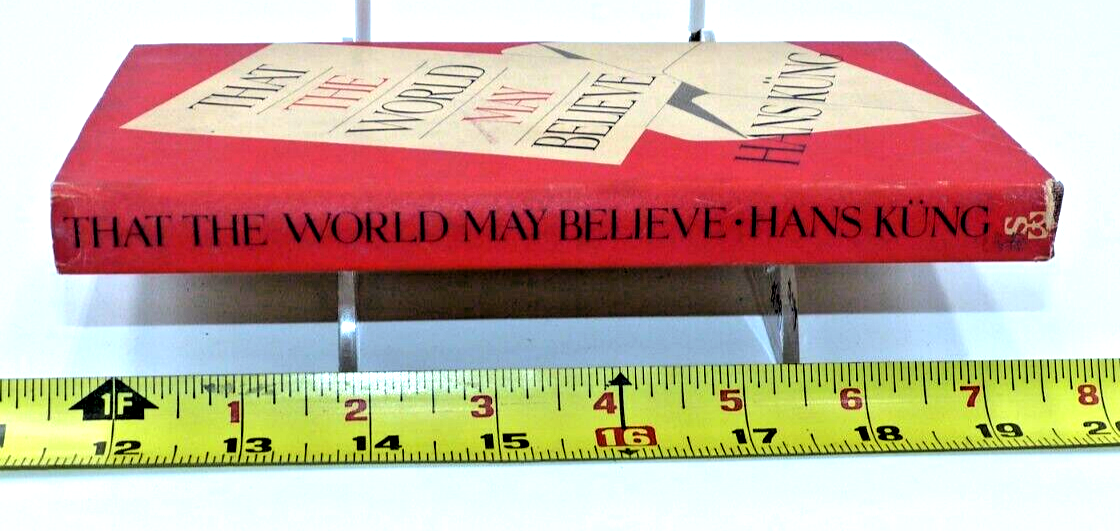 THAT
THE
WORLD
MAY
BELIEVE
HANS KÜNG
THAT THE WORLD MAY BELIEVE • HANS KÜNG
1F 1 2 3 4 5 6 7 8
12 13 14 15 16 17 18 19